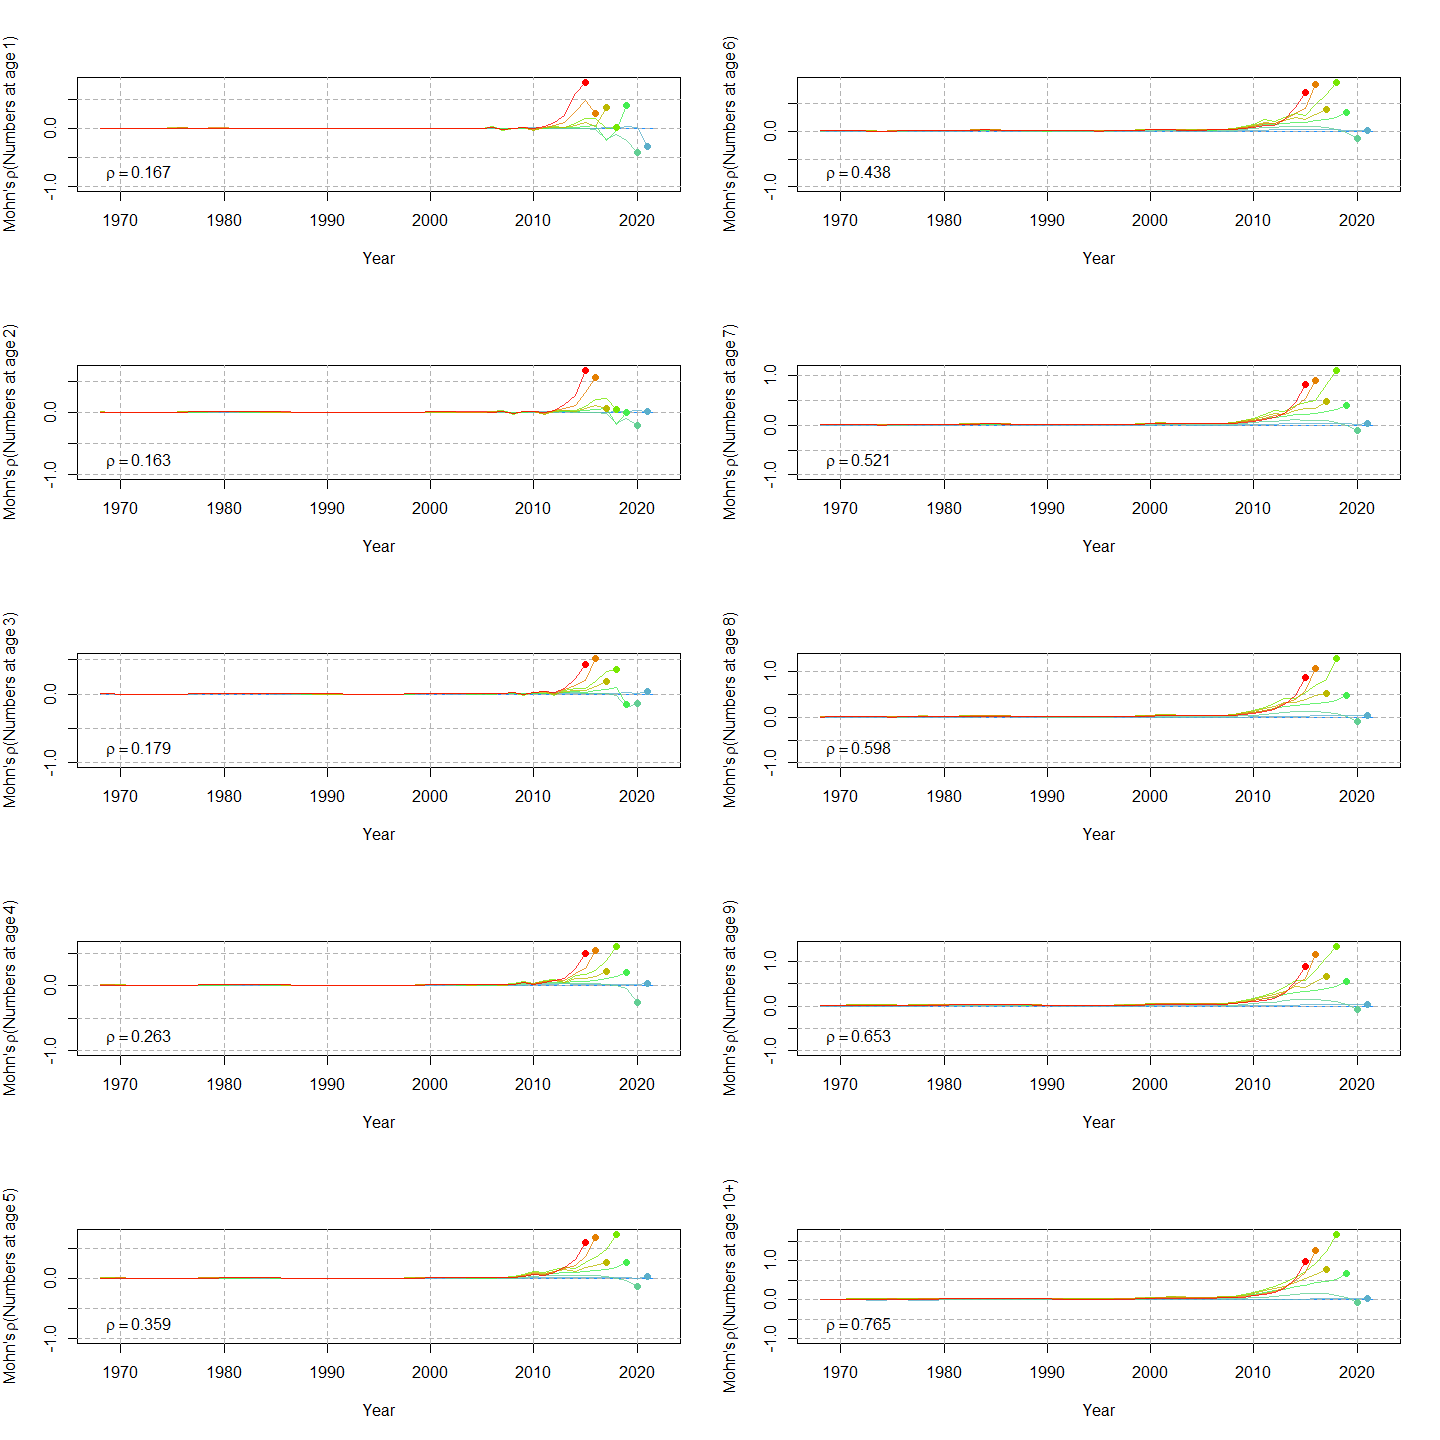 Mohn's ρ(Numbers at age 1)
0.0
-1.0
ρ = 0.167
1970 1980 1990 2000 2010 2020
Year
Mohn's ρ(Numbers at age 6)
0.0
-1.0
ρ = 0.438
1970 1980 1990 2000 2010 2020
Year
Mohn's ρ(Numbers at age 2)
0.0
-1.0
ρ = 0.163
1970 1980 1990 2000 2010 2020
Year
Mohn's ρ(Numbers at age 7)
1.0
0.0
-1.0
ρ = 0.521
1970 1980 1990 2000 2010 2020
Year
Mohn's ρ(Numbers at age 3)
0.0
-1.0
ρ = 0.179
1970 1980 1990 2000 2010 2020
Year
Mohn's ρ(Numbers at age 8)
1.0
0.0
-1.0
ρ = 0.598
1970 1980 1990 2000 2010 2020
Year
Mohn's ρ(Numbers at age 4)
0.0
-1.0
ρ = 0.263
1970 1980 1990 2000 2010 2020
Year
Mohn's ρ(Numbers at age 9)
1.0
0.0
-1.0
ρ = 0.653
1970 1980 1990 2000 2010 2020
Year
Mohn's ρ(Numbers at age 5)
0.0
-1.0
ρ = 0.359
1970 1980 1990 2000 2010 2020
Year
Mohn's ρ(Numbers at age 10+)
1.0
0.0
-1.0
ρ = 0.765
1970 1980 1990 2000 2010 2020
Year